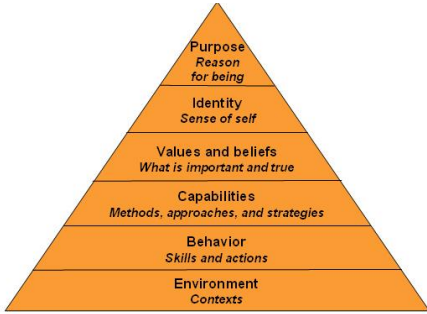 Purpose
Reason
for being
Identity
Sense of self
Values and beliefs
What is important and true
Capabilities
Methods, approaches, and strategies
Behavior
Skills and actions
Environment
Contexts